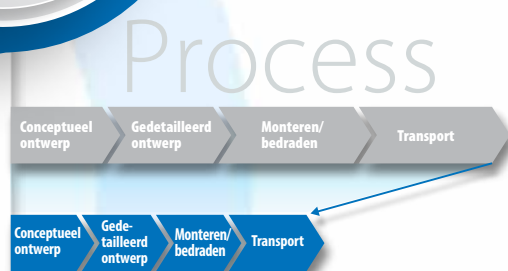 Process
Conceptueel
ontwerp
Gedetailleerd
ontwerp
Monteren/
bedraden
Transport
Conceptueel
ontwerp
Gede-
tailleerd
ontwerp
Monteren/
bedraden
Transport